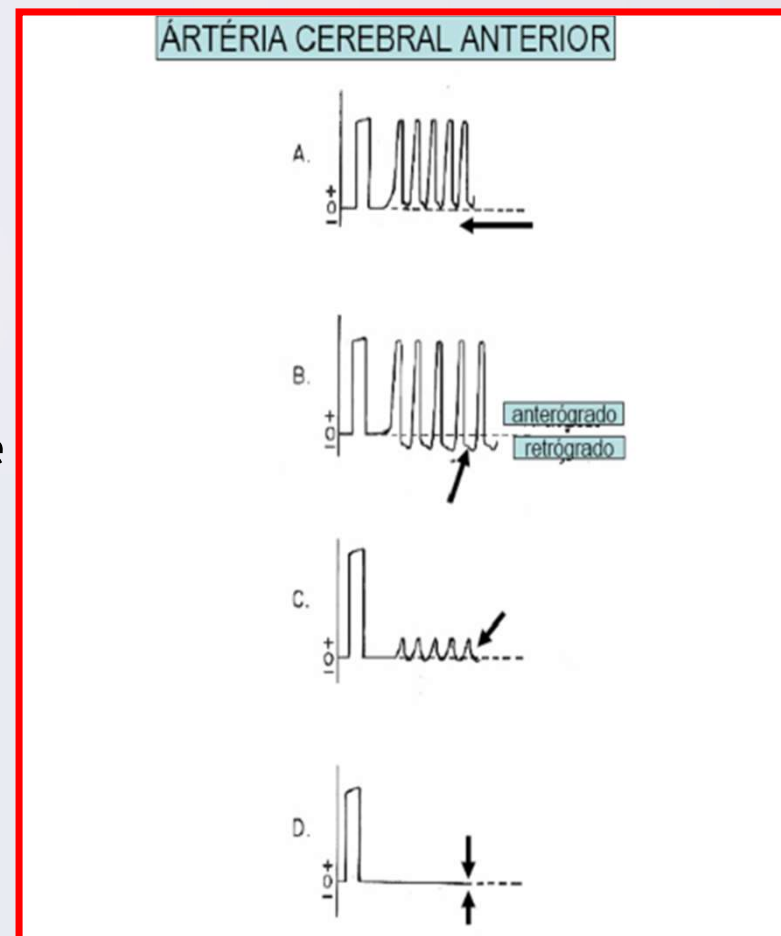 ÁRTÉRIA CEREBRAL ANTERIOR
A.
+
0
−
B.
+
0
−
anterógrado
retrógrado
e
C.
+
0
−
D.
+
0
−